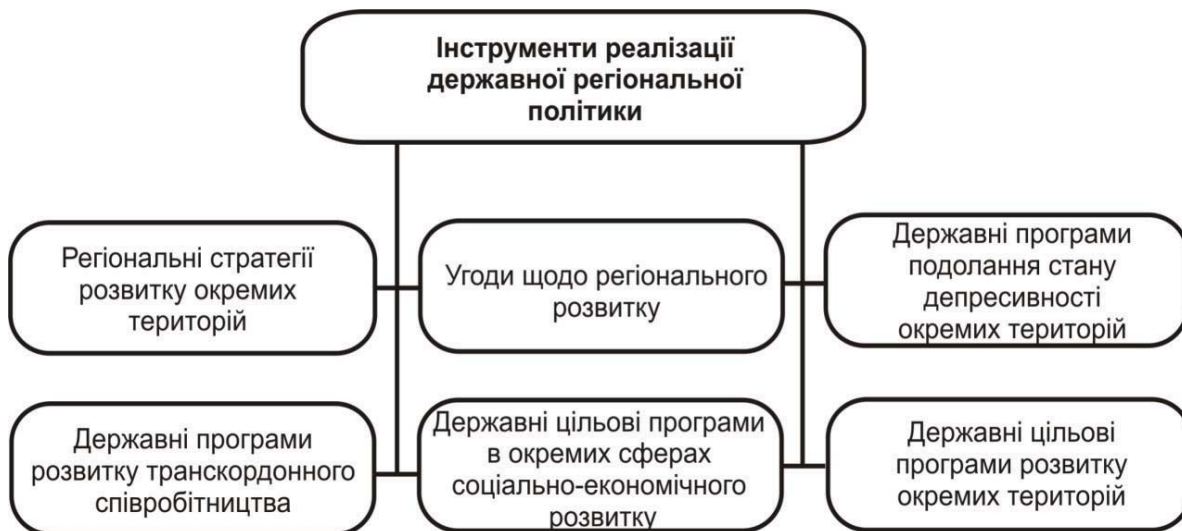 Інструменти реалізації
державної регіональної
політики
Регіональні стратегії
розвитку окремих
територій
Угоди щодо регіонального
розвитку
Державні програми
подолання стану
депресивності
окремих територій
Державні програми
розвитку транскордонного
співробітництва
Державні цільові програми
в окремих сферах
соціально-економічного
розвитку
Державні цільові
програми розвитку
окремих територій